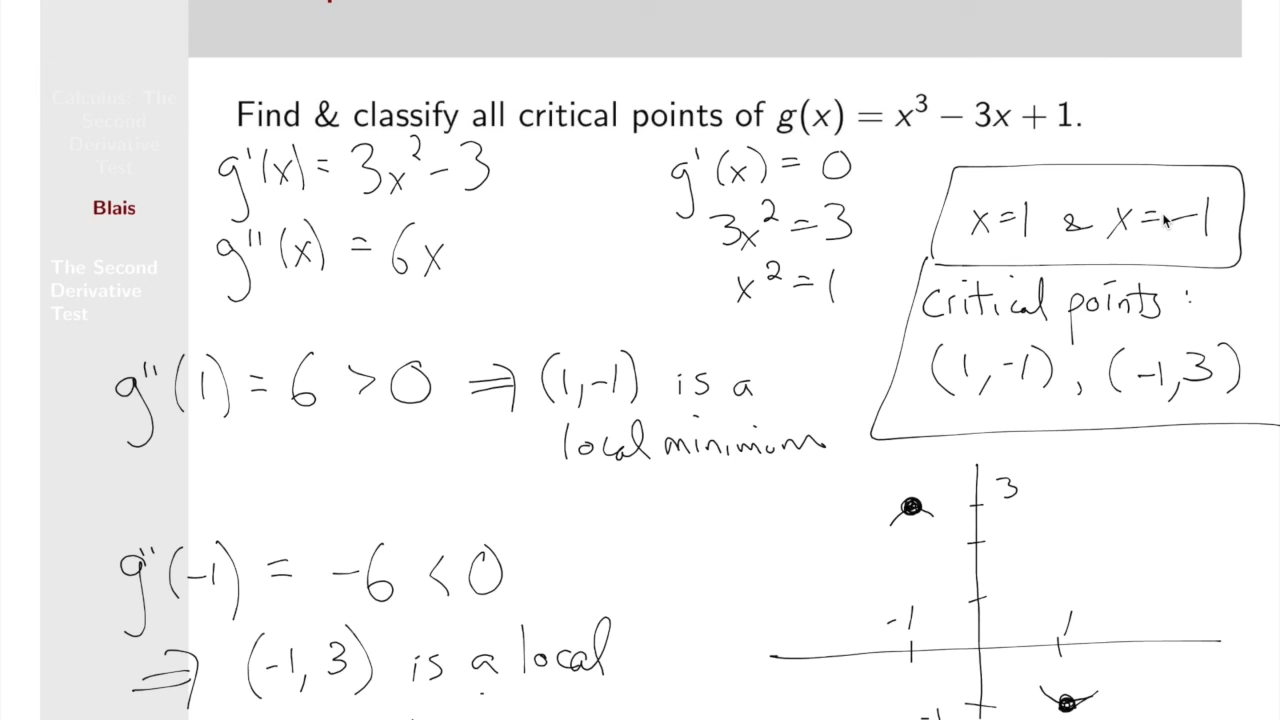 Calculus: The
Second
Derivative
Test
Blais
The Second
Derivative
Test
Find & classify all critical points of g(x) = x³ − 3x + 1.
g'(x) = 3x² - 3
g''(x) = 6x
g'(x) = 0
3x² = 3
x² = 1
x=1 & x=-1
critical points:
(1,-1), (-1,3)
g''(1) = 6 > 0 ⇒ (1,-1) is a
local minimum
g''(-1) = -6 < 0
⇒ (-1, 3) is a local
3
-1
1
-1